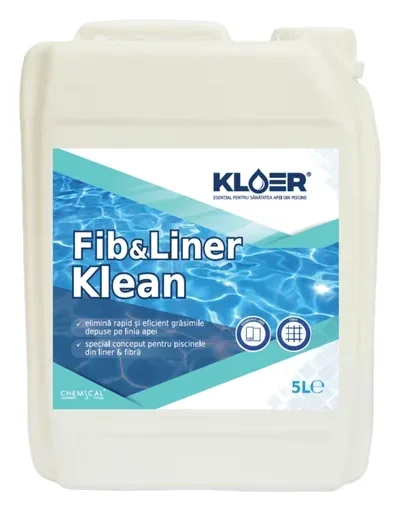 KLOER®
ESENȚIAL PENTRU SĂNĂTATEA APEI DIN PISCINE
Fib&Liner
Klean
elimină rapid și eficient grăsimile
depuse pe linia apei
special conceput pentru piscinele
din liner & fibră
CHEMICAL
5L℮